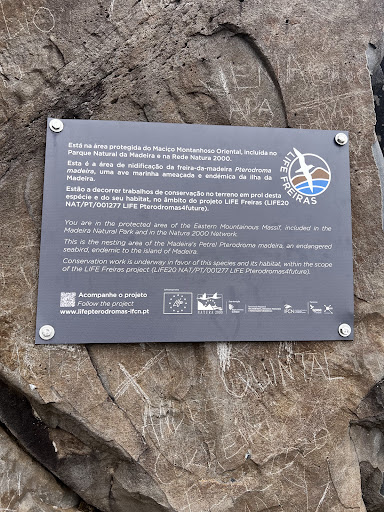 Está na área protegida do Maciço Montanhoso Oriental, incluída no
Parque Natural da Madeira e na Rede Natura 2000.
Esta é a área de nidificação da freira-da-madeira Pterodroma
madeira, uma ave marinha ameaçada e endémica da ilha da
Madeira.
Estão a decorrer trabalhos de conservação no terreno em prol desta
espécie e do seu habitat, no âmbito do projeto LIFE Freiras (LIFE20
NAT/PT/001277 LIFE Pterodromas4future).
LIFE FREIRAS
You are in the protected area of the Eastern Mountainous Massif, included in the
Madeira Natural Park and in the Natura 2000 Network.
This is the nesting area of the Madeira's Petrel Pterodroma madeira, an endangered
seabird, endemic to the island of Madeira.
Conservation work is underway in favor of this species and its habitat, within the scope
of the LIFE Freiras project (LIFE20 NAT/PT/001277 LIFE Pterodromas4future).
Acompanhe o projeto
Follow the project
www.lifepterodromas-ifcn.pt
NATURA 2000
IFCN